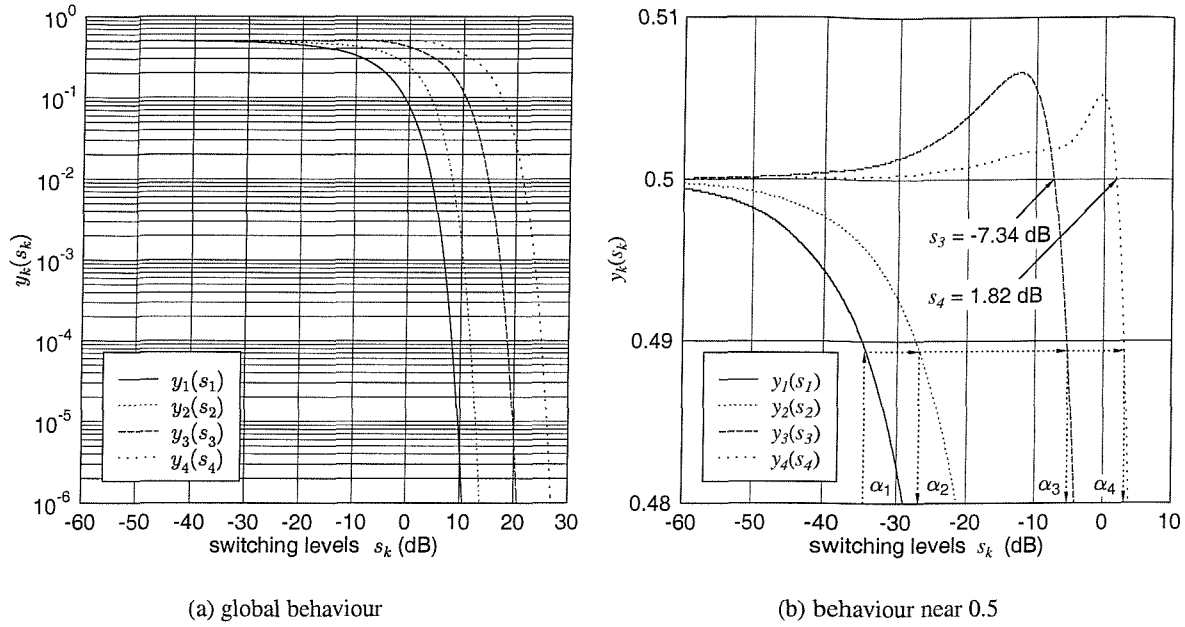 10^0
10^-1
10^-2
10^-3
10^-4
10^-5
10^-6
y_k(s_k)
y_1(s_1)
y_2(s_2)
y_3(s_3)
y_4(s_4)
-60 -50 -40 -30 -20 -10 0 10 20 30
switching levels s_k (dB)
(a) global behaviour
0.51
0.5
0.49
0.48
y_k(s_k)
s_3 = -7.34 dB
s_4 = 1.82 dB
y_1(s_1)
y_2(s_2)
y_3(s_3)
y_4(s_4)
α_1 α_2 α_3 α_4
-60 -50 -40 -30 -20 -10 0 10
switching levels s_k (dB)
(b) behaviour near 0.5